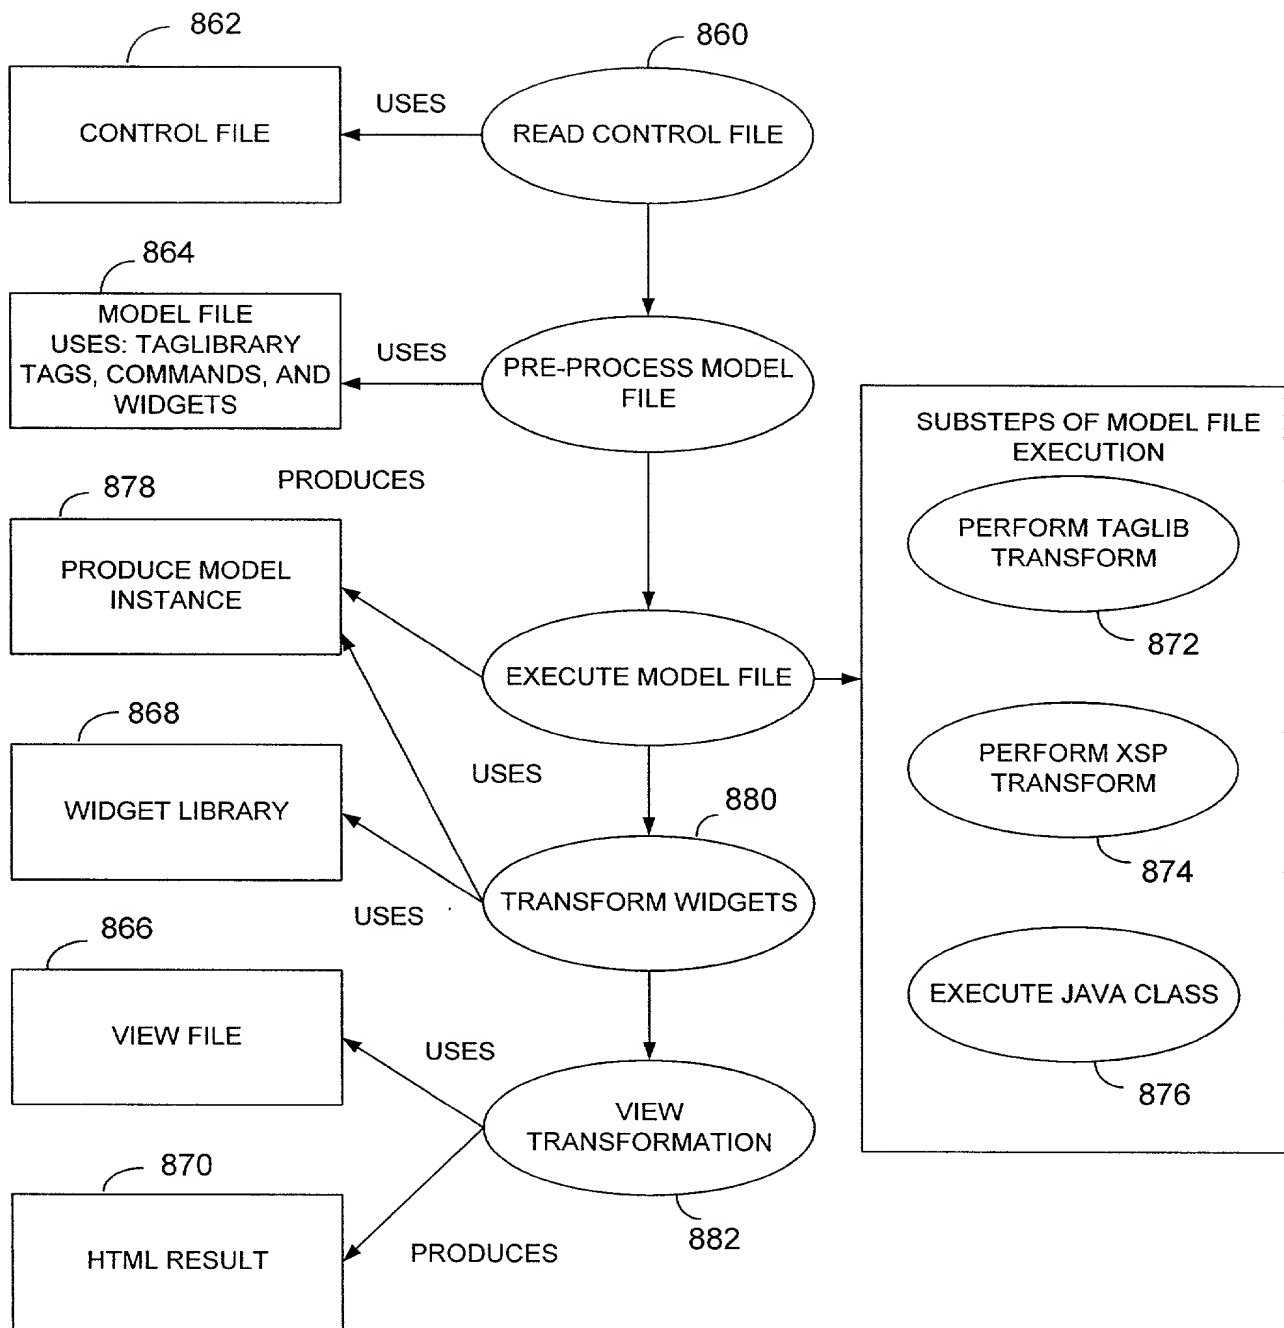 862
860
CONTROL FILE
USES
READ CONTROL FILE
864
MODEL FILE
USES: TAGLIBRARY
TAGS, COMMANDS, AND
WIDGETS
USES
PRE-PROCESS MODEL
FILE
SUBSTEPS OF MODEL FILE
EXECUTION
PRODUCES
878
PRODUCE MODEL
INSTANCE
EXECUTE MODEL FILE
PERFORM TAGLIB
TRANSFORM
872
868
WIDGET LIBRARY
USES
880
TRANSFORM WIDGETS
PERFORM XSP
TRANSFORM
874
USES
866
VIEW FILE
USES
VIEW
TRANSFORMATION
EXECUTE JAVA CLASS
876
870
882
HTML RESULT
PRODUCES